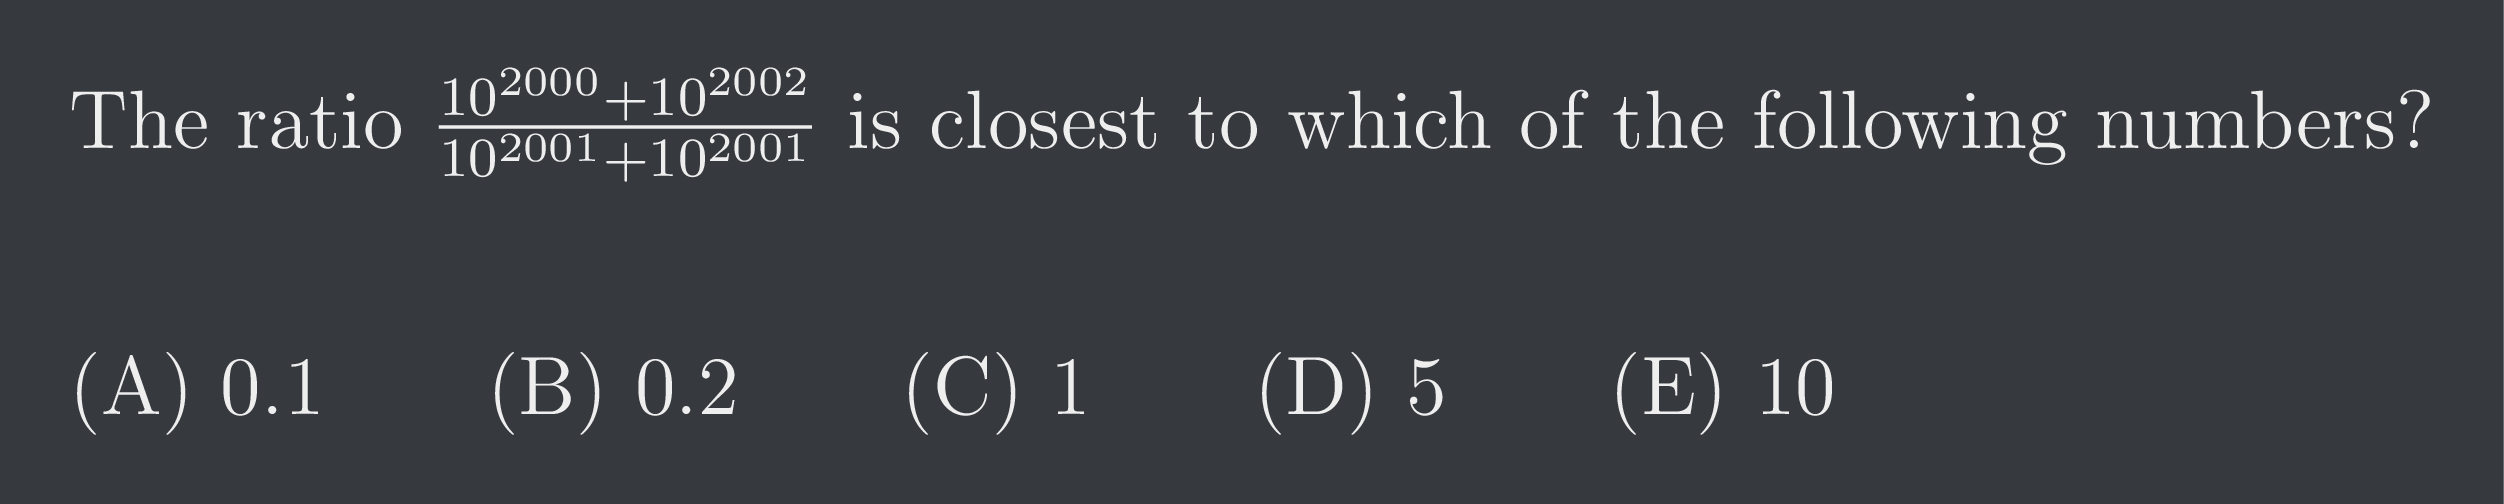 The ratio \frac{10^{2000}+10^{2002}}{10^{2001}+10^{2001}} is closest to which of the following numbers?
(A) 0.1 (B) 0.2 (C) 1 (D) 5 (E) 10